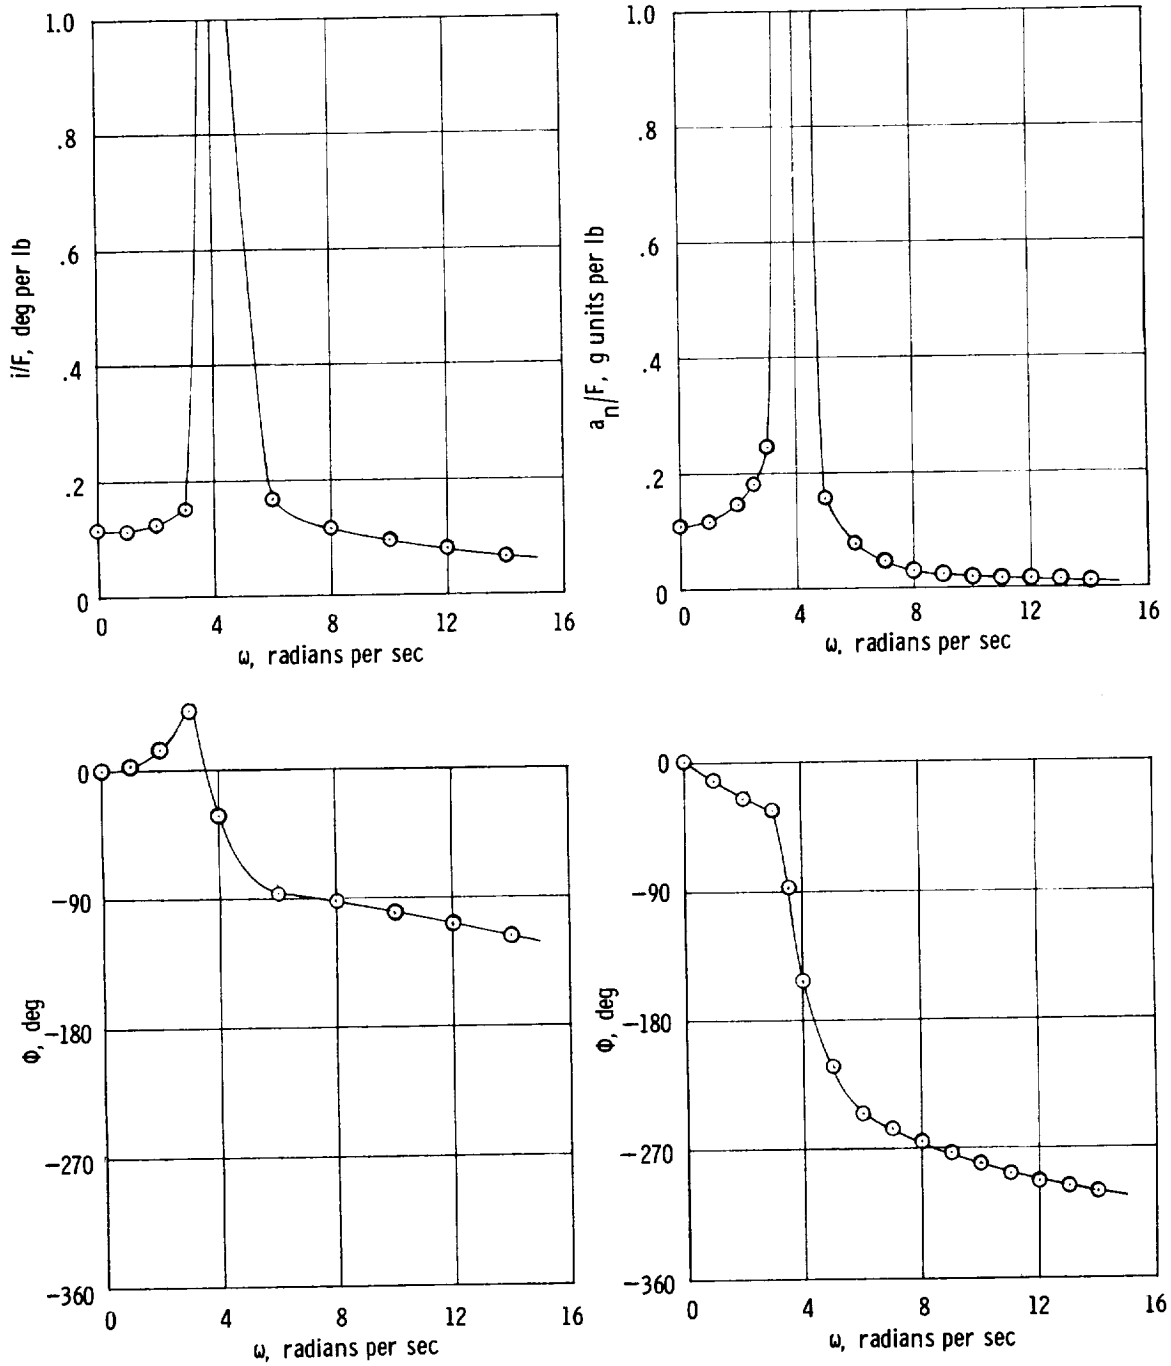 1.0
.8
.6
.4
.2
0
i/F, deg per lb
0 4 8 12 16
ω, radians per sec
1.0
.8
.6
.4
.2
0
an/F, g units per lb
0 4 8 12 16
ω, radians per sec
0
−90
−180
−270
−360
Φ, deg
0 4 8 12 16
ω, radians per sec
0
−90
−180
−270
−360
Φ, deg
0 4 8 12 16
ω, radians per sec